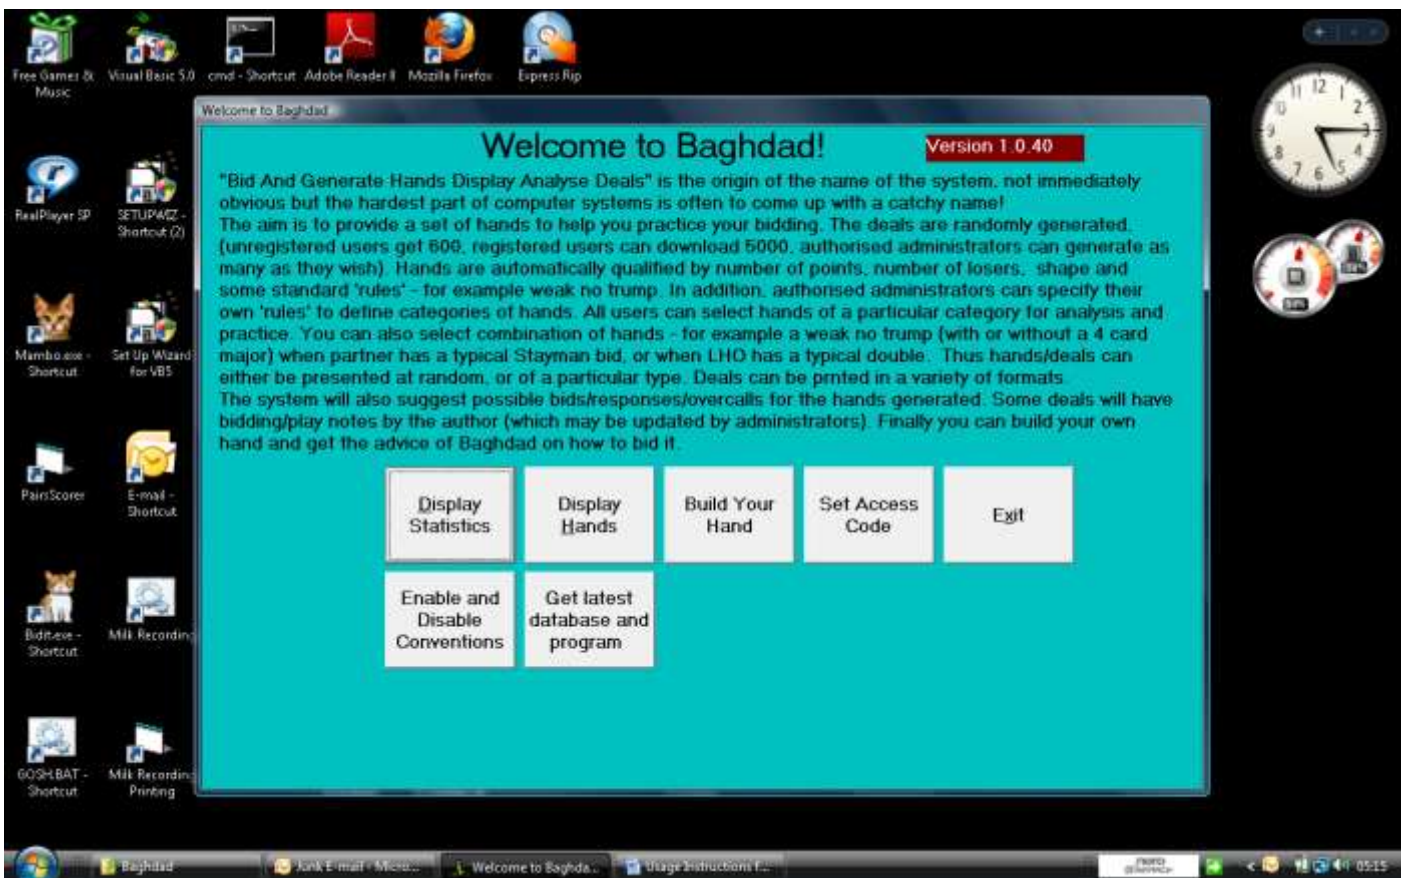 Free Games &
Music
Visual Basic 5.0
cmd - Shortcut
Adobe Reader 8
Mozilla Firefox
Express Rip
RealPlayer SP
SETUPWIZ -
Shortcut (2)
Mambo.exe -
Shortcut
Set Up Wizard
for VB5
PairsScorer
E-mail -
Shortcut
Bidit.exe -
Shortcut
Milk Recording
GOSH.BAT -
Shortcut
Milk Recording
Printing
Welcome to Baghdad
Welcome to Baghdad!
Version 1.0.40
"Bid And Generate Hands Display Analyse Deals" is the origin of the name of the system, not immediately
obvious but the hardest part of computer systems is often to come up with a catchy name!
The aim is to provide a set of hands to help you practice your bidding. The deals are randomly generated.
(unregistered users get 600, registered users can download 5000, authorised administrators can generate as
many as they wish). Hands are automatically qualified by number of points, number of losers, shape and
some standard 'rules' - for example weak no trump. In addition, authorised administrators can specify their
own 'rules' to define categories of hands. All users can select hands of a particular category for analysis and
practice. You can also select combination of hands - for example a weak no trump (with or without a 4 card
major) when partner has a typical Stayman bid, or when LHO has a typical double. Thus hands/deals can
either be presented at random, or of a particular type. Deals can be prnted in a variety of formats.
The system will also suggest possible bids/responses/overcalls for the hands generated. Some deals will have
bidding/play notes by the author (which may be updated by administrators). Finally you can build your own
hand and get the advice of Baghdad on how to bid it.
Display
Statistics
Display
Hands
Build Your
Hand
Set Access
Code
Exit
Enable and
Disable
Conventions
Get latest
database and
program
11 12 1
10 2
9 3
8 4
7 6 5
Baghdad
Junk E-mail - Micro...
Welcome to Baghda...
Usage Instructions f...
05:15